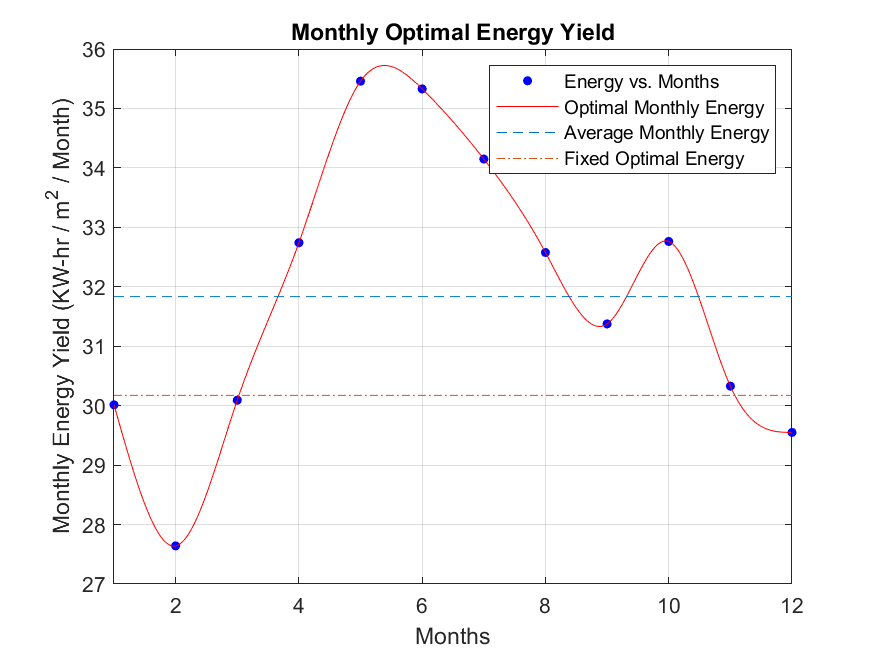 Monthly Optimal Energy Yield
Energy vs. Months
Optimal Monthly Energy
Average Monthly Energy
Fixed Optimal Energy
Monthly Energy Yield (KW-hr / m² / Month)
36
35
34
33
32
31
30
29
28
27
2 4 6 8 10 12
Months